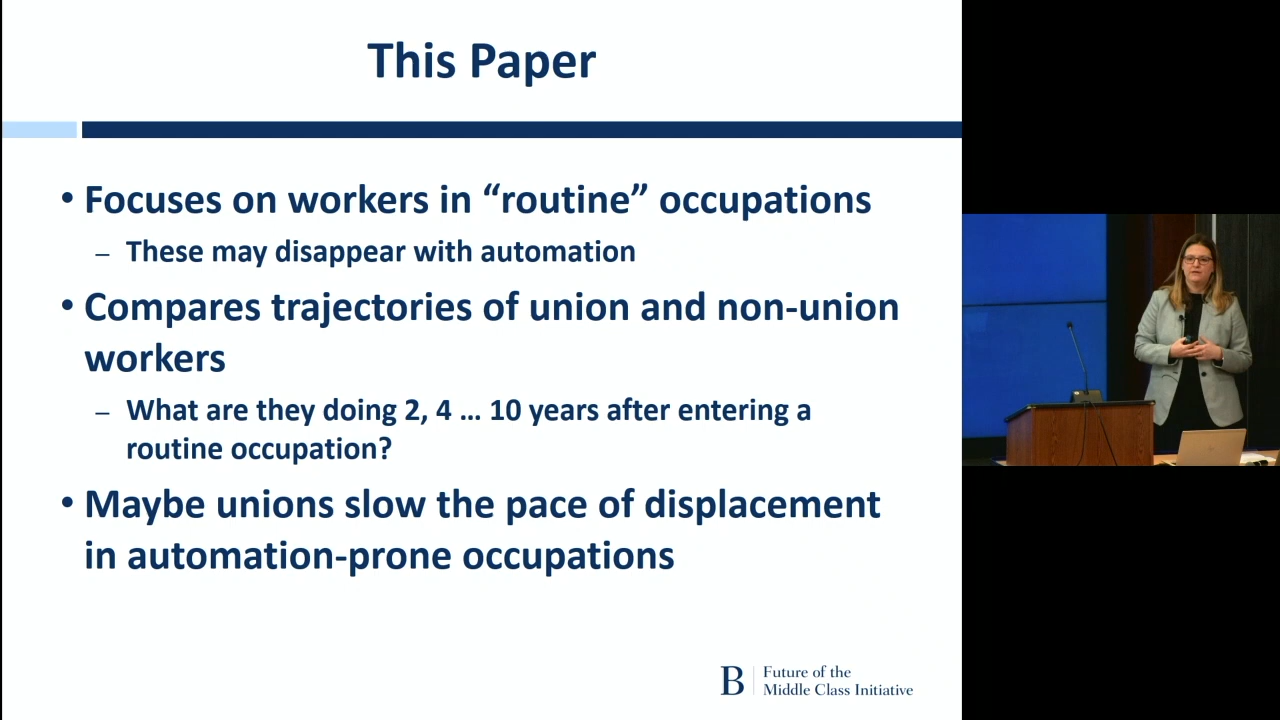 This Paper
• Focuses on workers in “routine” occupations
– These may disappear with automation
• Compares trajectories of union and non-union
workers
– What are they doing 2, 4 … 10 years after entering a
routine occupation?
• Maybe unions slow the pace of displacement
in automation-prone occupations
B
Future of the
Middle Class Initiative